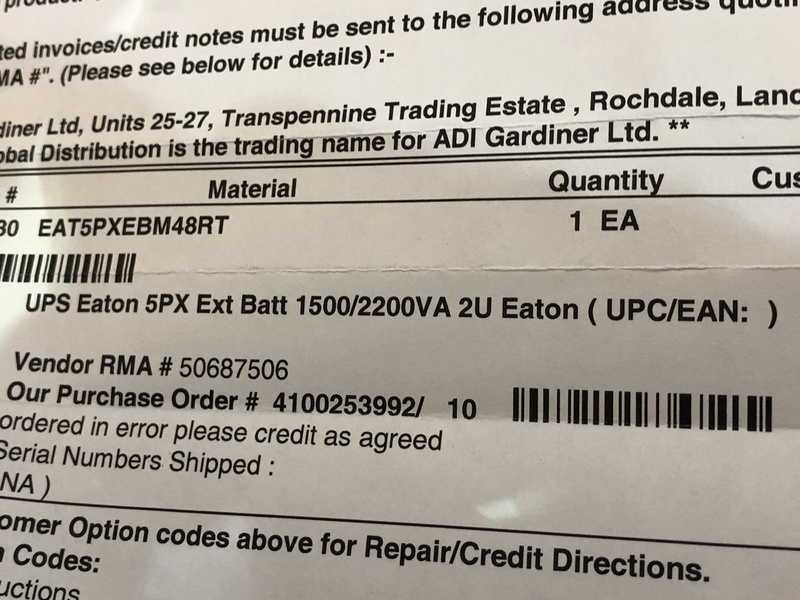 ted invoices/credit notes must be sent to the following address
MA #". (Please see below for details) :-
diner Ltd, Units 25-27, Transpennine Trading Estate , Rochdale, Lanc
obal Distribution is the trading name for ADI Gardiner Ltd. **
# Material Quantity Cus
30 EAT5PXEBM48RT 1 EA
UPS Eaton 5PX Ext Batt 1500/2200VA 2U Eaton ( UPC/EAN: )
Vendor RMA # 50687506
Our Purchase Order # 4100253992/ 10
ordered in error please credit as agreed
Serial Numbers Shipped :
NA )
omer Option codes above for Repair/Credit Directions.
Codes:
uctions